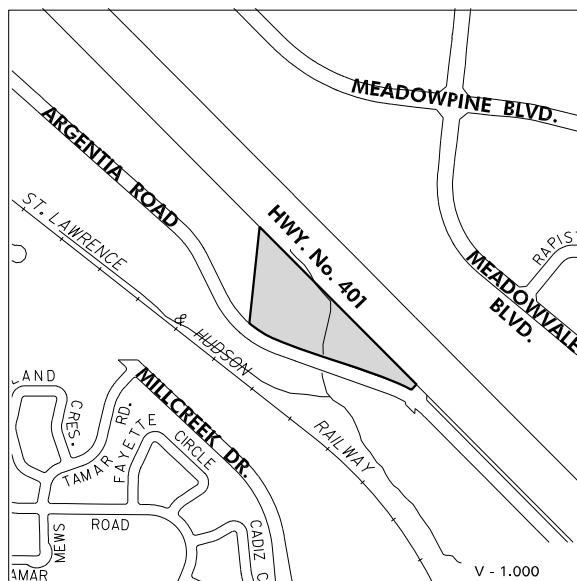 MEADOWPINE BLVD.
ARGENTIA ROAD
ST. LAWRENCE
& HUDSON
RAILWAY
HWY. No. 401
RAPIST
MEADOWVALE
BLVD.
MILLCREEK DR.
LAND
CRES.
TAMAR RD.
FAYETTE
CIRCLE
ROAD
MEWS
CADIZ C
AMAR
V - 1.000